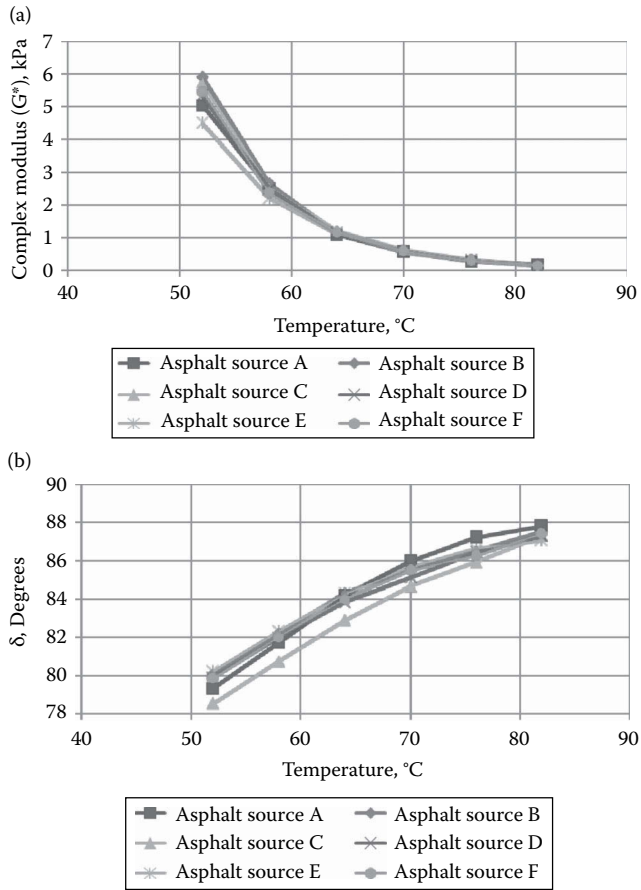 (a)
Complex modulus (G*), kPa
7
6
5
4
3
2
1
0
40 50 60 70 80 90
Temperature, °C
Asphalt source A Asphalt source B
Asphalt source C Asphalt source D
Asphalt source E Asphalt source F
(b)
δ, Degrees
90
88
86
84
82
80
78
40 50 60 70 80 90
Temperature, °C
Asphalt source A Asphalt source B
Asphalt source C Asphalt source D
Asphalt source E Asphalt source F